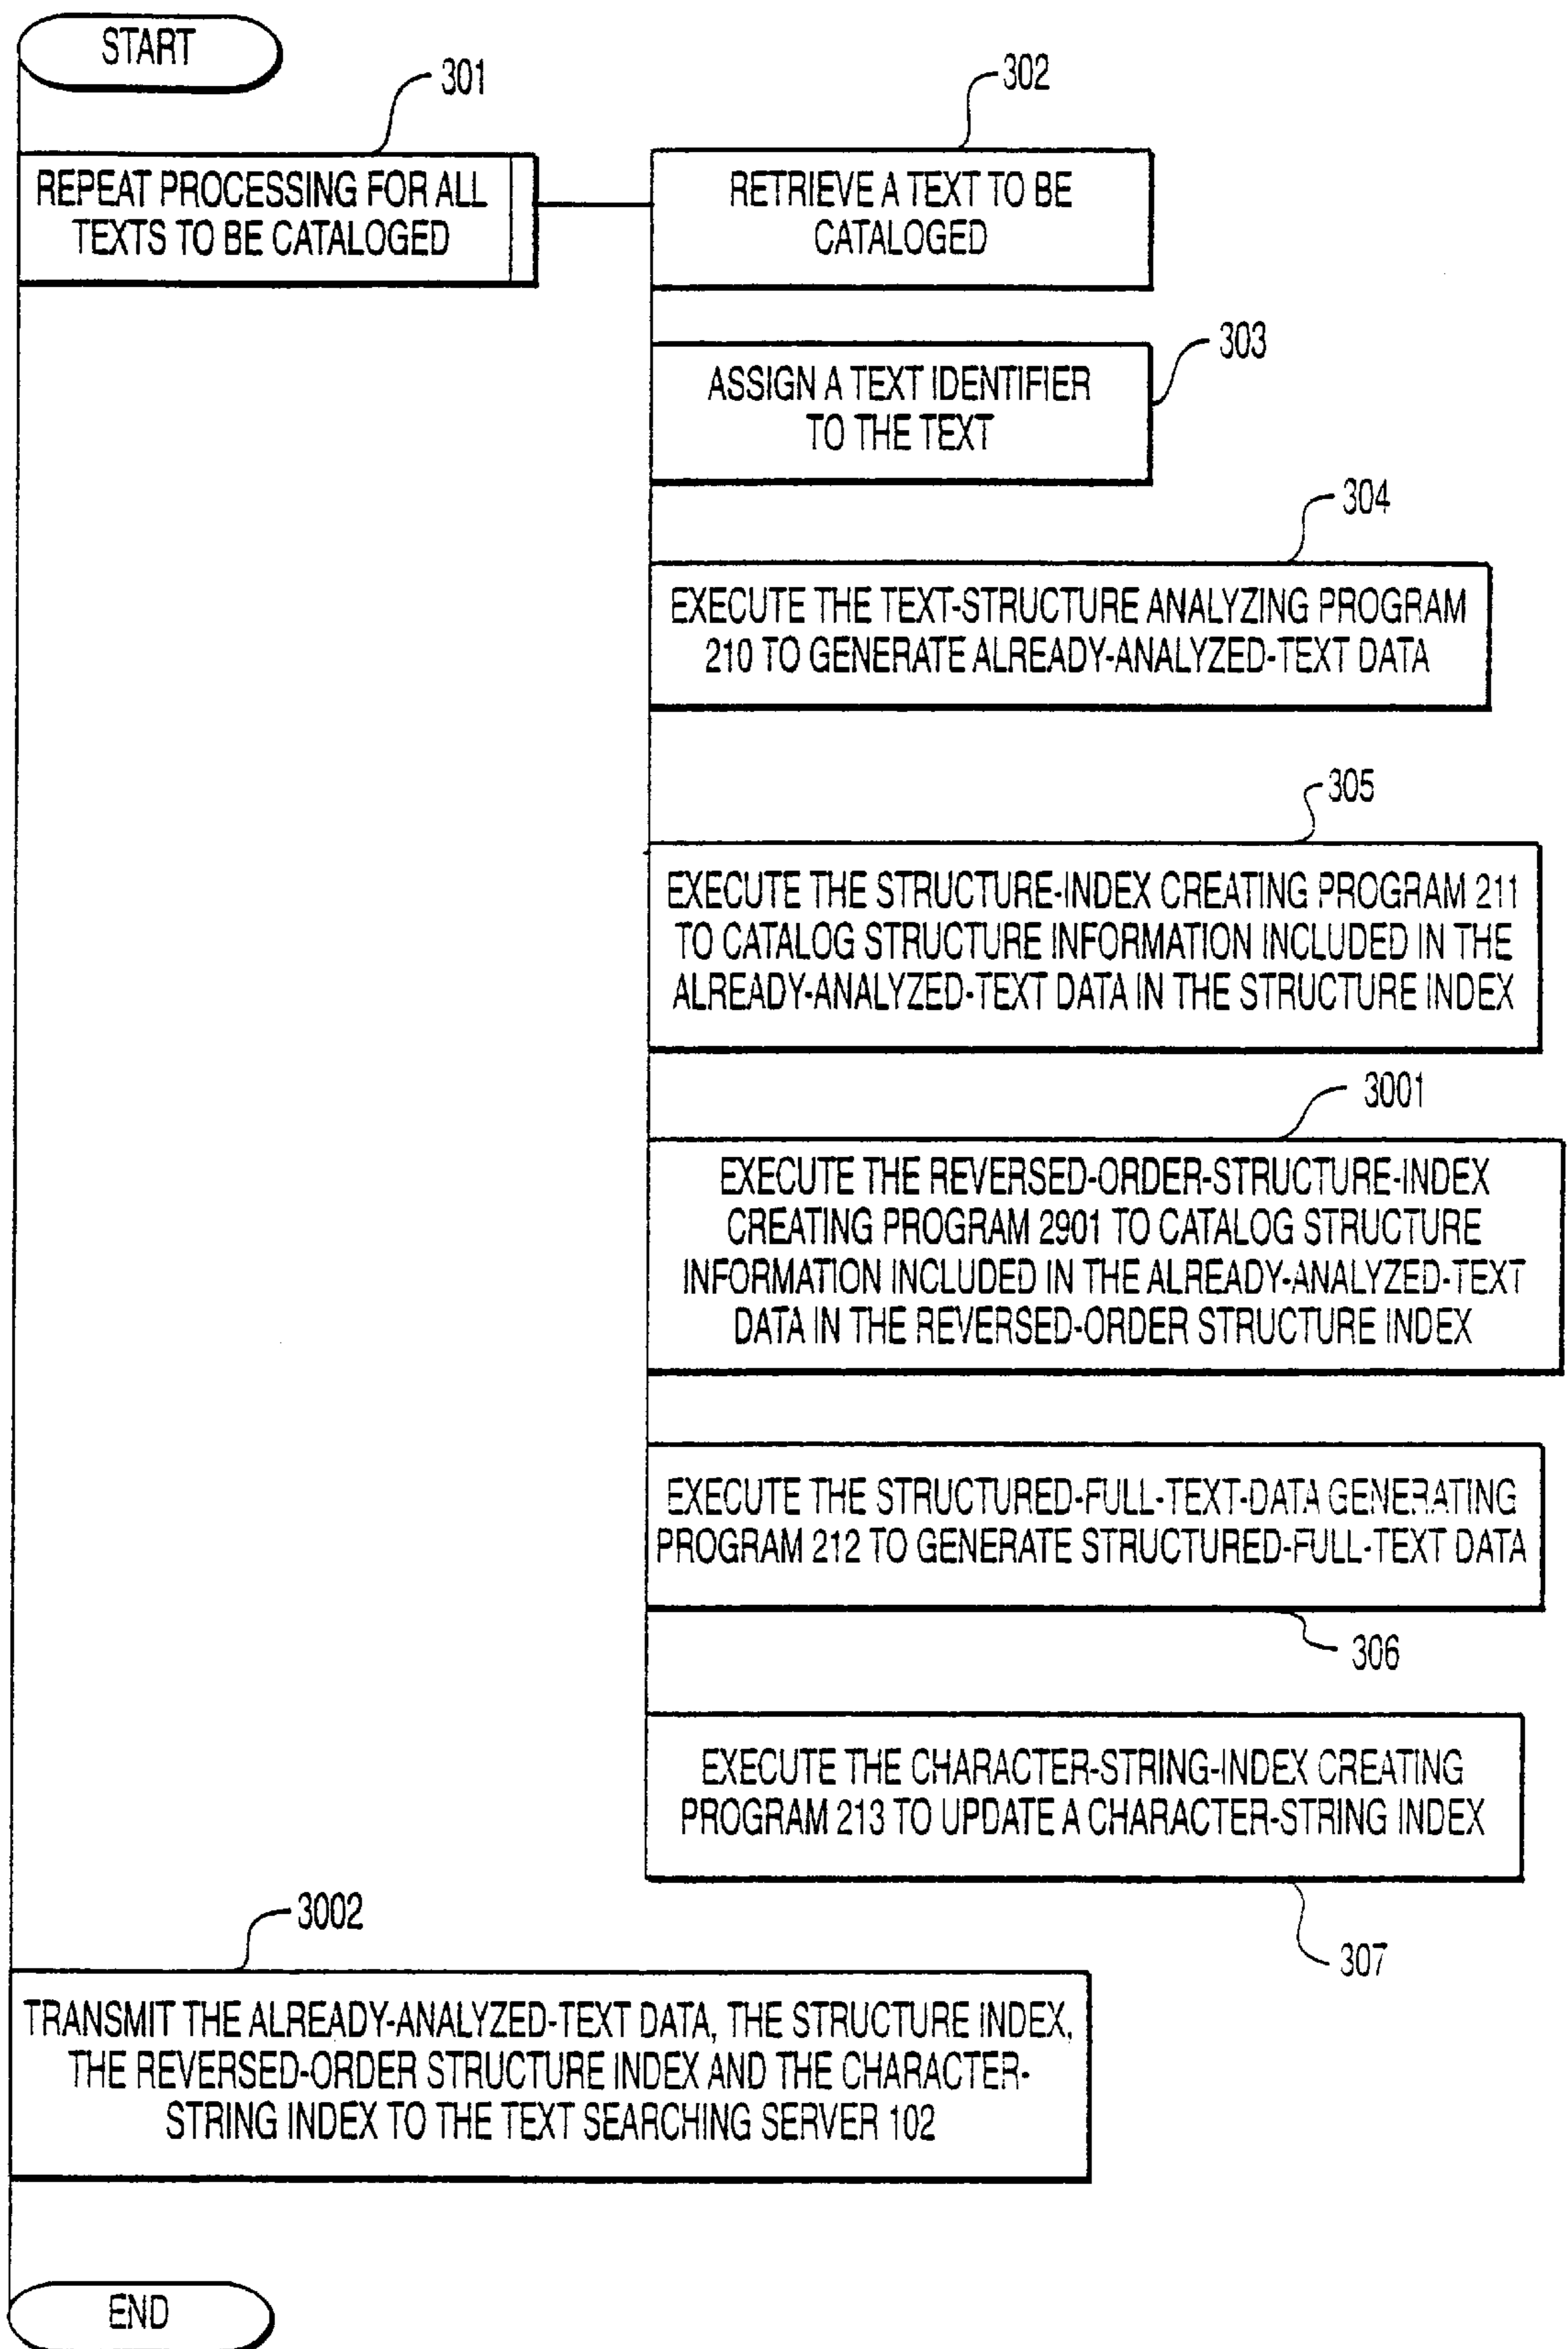 START
301
REPEAT PROCESSING FOR ALL
TEXTS TO BE CATALOGED
302
RETRIEVE A TEXT TO BE
CATALOGED
303
ASSIGN A TEXT IDENTIFIER
TO THE TEXT
304
EXECUTE THE TEXT-STRUCTURE ANALYZING PROGRAM
210 TO GENERATE ALREADY-ANALYZED-TEXT DATA
305
EXECUTE THE STRUCTURE-INDEX CREATING PROGRAM 211
TO CATALOG STRUCTURE INFORMATION INCLUDED IN THE
ALREADY-ANALYZED-TEXT DATA IN THE STRUCTURE INDEX
3001
EXECUTE THE REVERSED-ORDER-STRUCTURE-INDEX
CREATING PROGRAM 2901 TO CATALOG STRUCTURE
INFORMATION INCLUDED IN THE ALREADY-ANALYZED-TEXT
DATA IN THE REVERSED-ORDER STRUCTURE INDEX
EXECUTE THE STRUCTURED-FULL-TEXT-DATA GENERATING
PROGRAM 212 TO GENERATE STRUCTURED-FULL-TEXT DATA
306
EXECUTE THE CHARACTER-STRING-INDEX CREATING
PROGRAM 213 TO UPDATE A CHARACTER-STRING INDEX
307
3002
TRANSMIT THE ALREADY-ANALYZED-TEXT DATA, THE STRUCTURE INDEX,
THE REVERSED-ORDER STRUCTURE INDEX AND THE CHARACTER-
STRING INDEX TO THE TEXT SEARCHING SERVER 102
END